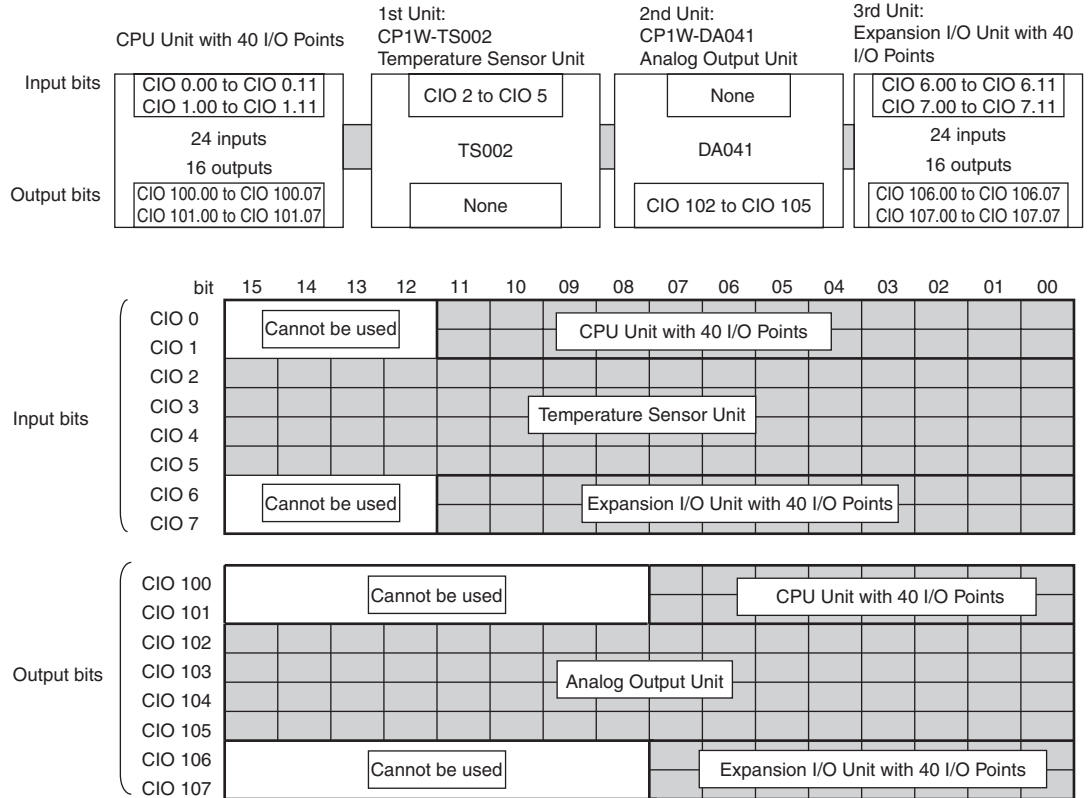 CPU Unit with 40 I/O Points
1st Unit:
CP1W-TS002
Temperature Sensor Unit
2nd Unit:
CP1W-DA041
Analog Output Unit
3rd Unit:
Expansion I/O Unit with 40
I/O Points
Input bits
CIO 0.00 to CIO 0.11
CIO 1.00 to CIO 1.11
CIO 2 to CIO 5
None
CIO 6.00 to CIO 6.11
CIO 7.00 to CIO 7.11
24 inputs
16 outputs
TS002
DA041
24 inputs
16 outputs
Output bits
CIO 100.00 to CIO 100.07
CIO 101.00 to CIO 101.07
None
CIO 102 to CIO 105
CIO 106.00 to CIO 106.07
CIO 107.00 to CIO 107.07
bit 15 14 13 12 11 10 09 08 07 06 05 04 03 02 01 00
Input bits
CIO 0
CIO 1
Cannot be used
CPU Unit with 40 I/O Points
CIO 2
CIO 3
CIO 4
CIO 5
Temperature Sensor Unit
CIO 6
CIO 7
Cannot be used
Expansion I/O Unit with 40 I/O Points
Output bits
CIO 100
CIO 101
Cannot be used
CPU Unit with 40 I/O Points
CIO 102
CIO 103
CIO 104
CIO 105
Analog Output Unit
CIO 106
CIO 107
Cannot be used
Expansion I/O Unit with 40 I/O Points